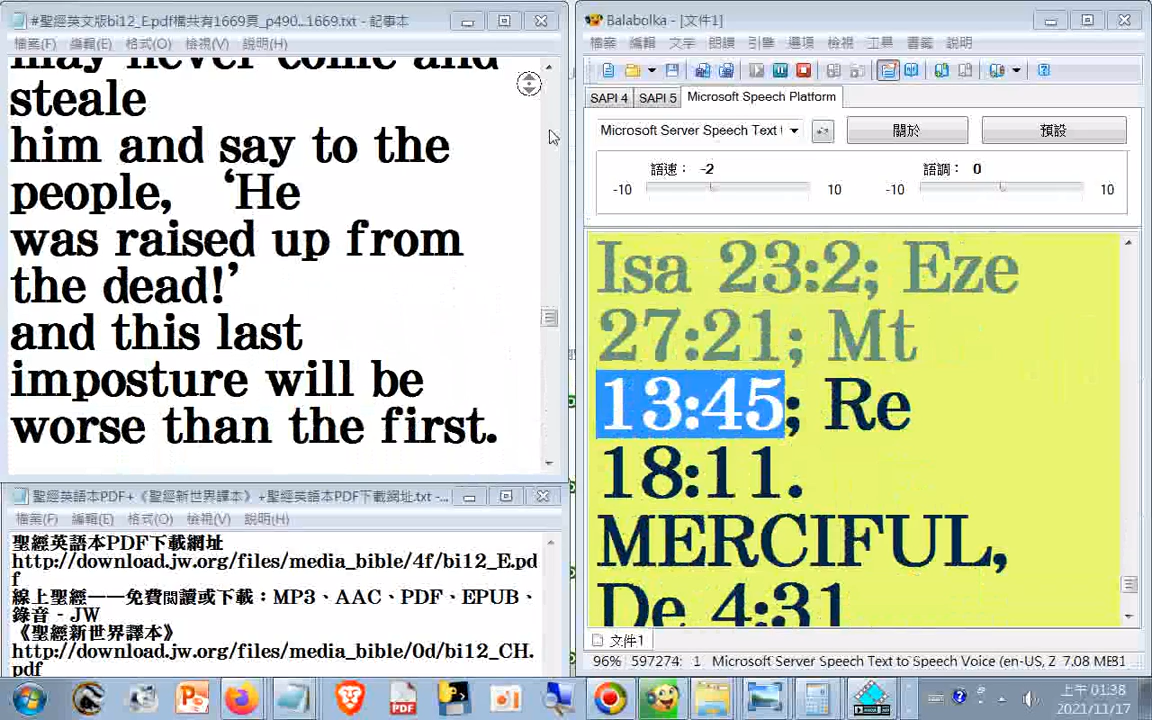 #聖經英文版bi12_E.pdf檔共有1669頁_p490...1669.txt - 記事本
檔案(F) 編輯(E) 格式(O) 檢視(V) 說明(H)
may never come and
steale
him and say to the
people, ‘He
was raised up from
the dead!’
and this last
imposture will be
worse than the first.
聖經英語本PDF+《聖經新世界譯本》+聖經英語本PDF下載網址.txt -...
檔案(F) 編輯(E) 格式(O) 檢視(V) 說明(H)
聖經英語本PDF下載網址
http://download.jw.org/files/media_bible/4f/bi12_E.pd
f
線上聖經——免費閱讀或下載：MP3、AAC、PDF、EPUB、
錄音 - JW
《聖經新世界譯本》
http://download.jw.org/files/media_bible/0d/bi12_CH.
pdf
Balabolka - [文件1]
檔案 編輯 文字 朗讀 引擎 選項 檢視 工具 書籤 說明
SAPI 4 SAPI 5 Microsoft Speech Platform
Microsoft Server Speech Text 關於 預設
語速： -2 語調： 0
-10 10 -10 10
Isa 23:2; Eze
27:21; Mt
13:45; Re
18:11.
MERCIFUL,
De 4:31
文件1
96% 597274: 1 Microsoft Server Speech Text to Speech Voice (en-US, Z 7.08 MB
上午 01:38
2021/11/17